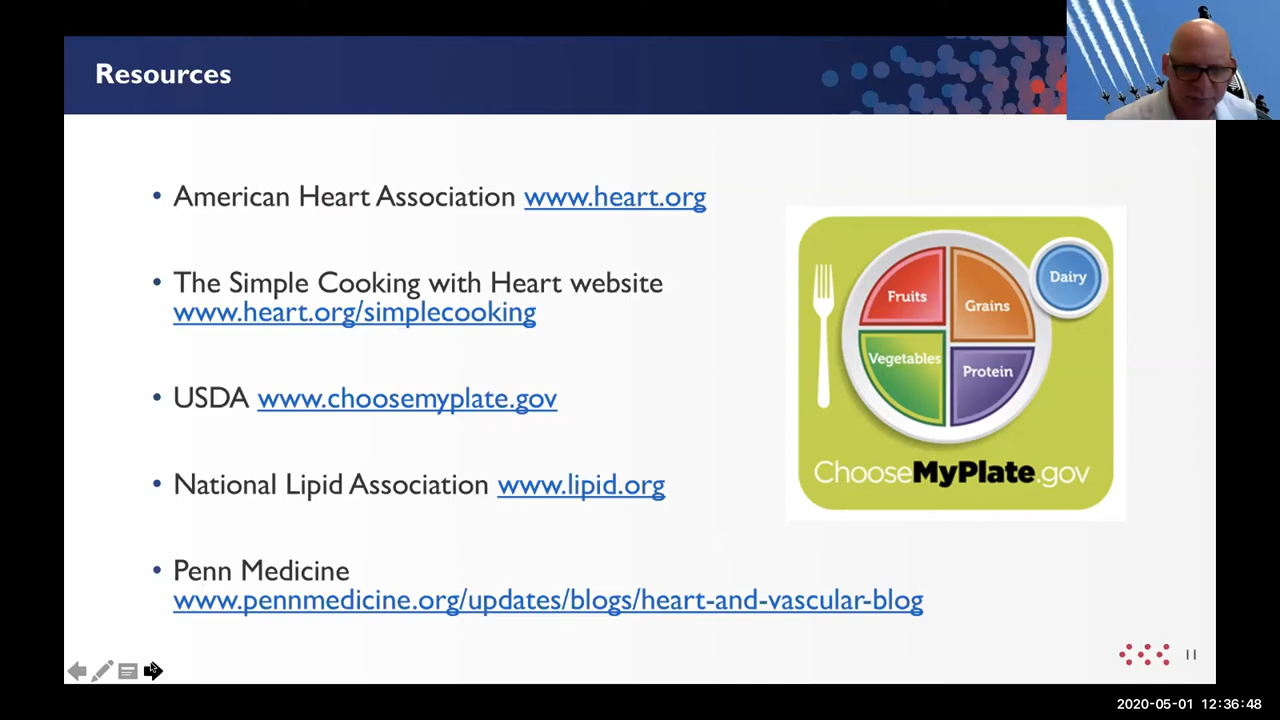 Resources
• American Heart Association www.heart.org
• The Simple Cooking with Heart website
www.heart.org/simplecooking
• USDA www.choosemyplate.gov
• National Lipid Association www.lipid.org
• Penn Medicine
www.pennmedicine.org/updates/blogs/heart-and-vascular-blog
Dairy
Fruits
Grains
Vegetables
Protein
ChooseMyPlate.gov
11
2020-05-01 12:36:48